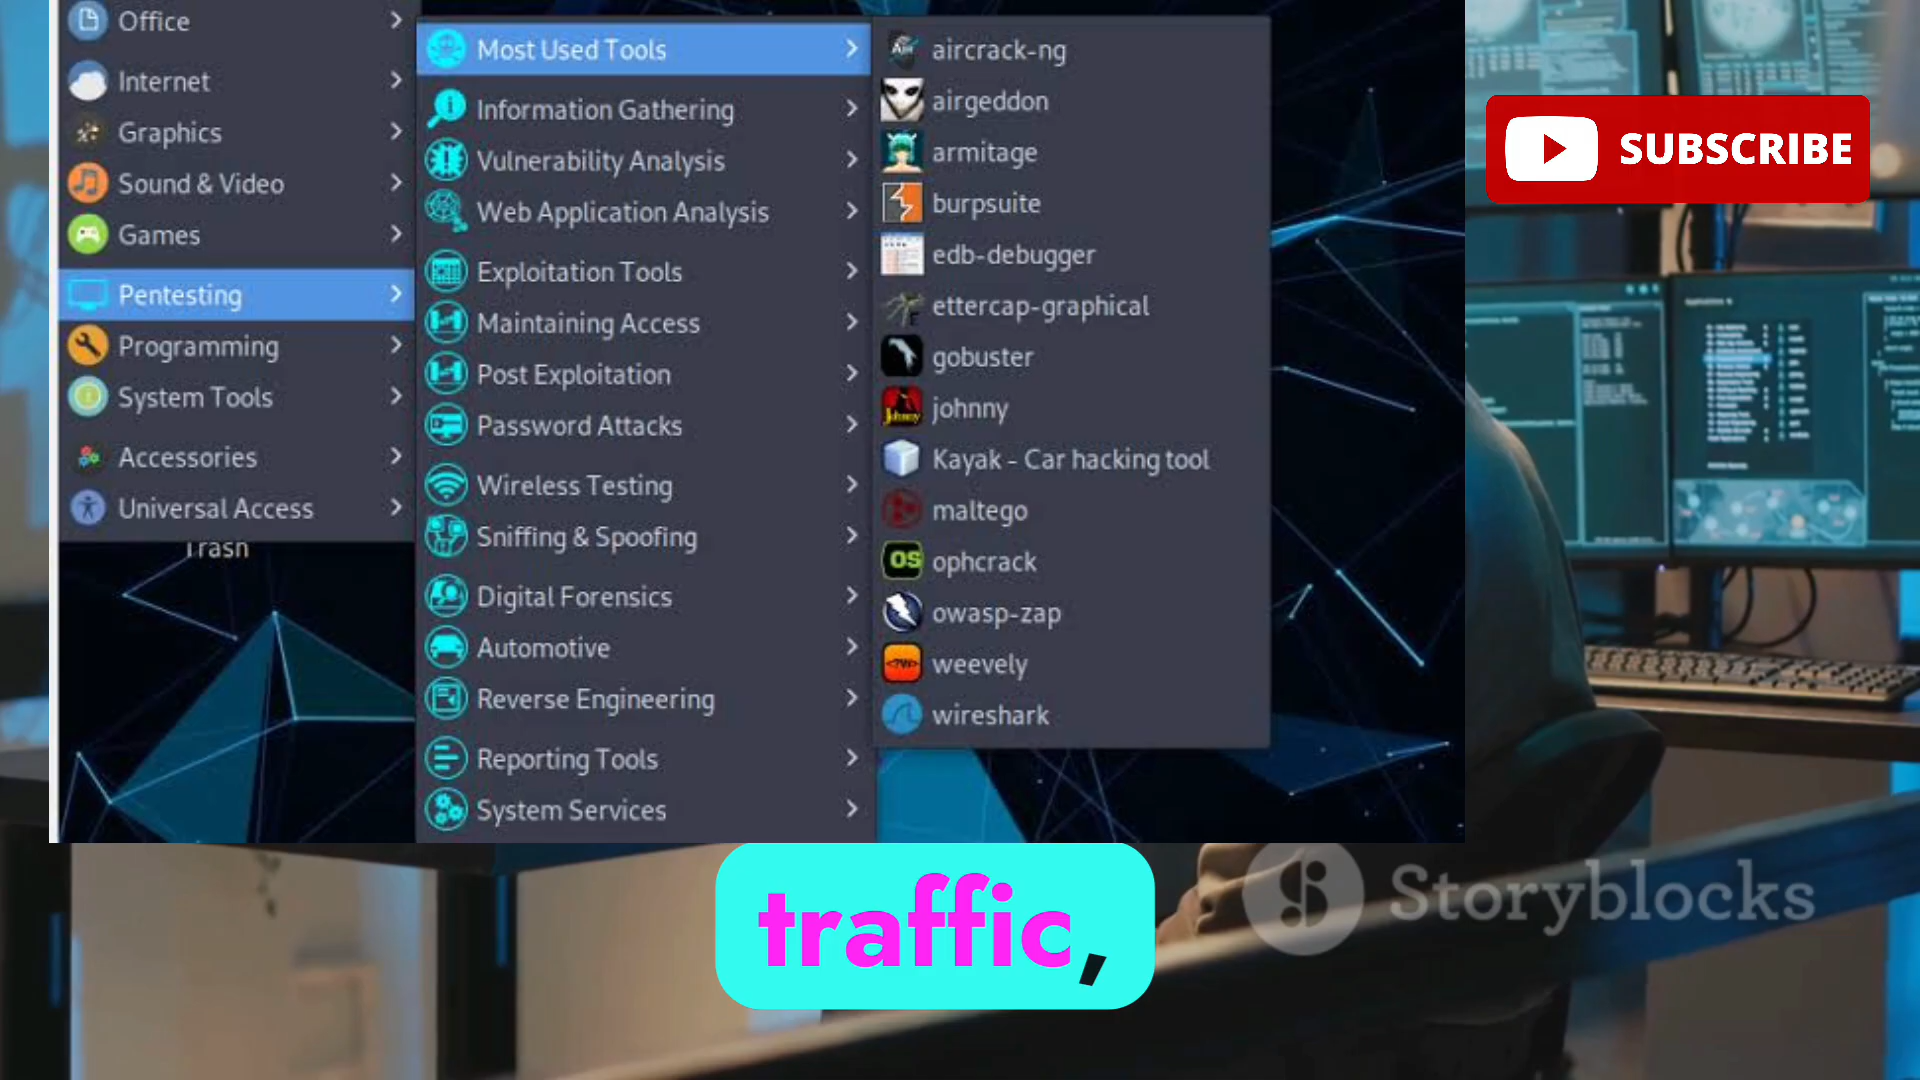 Office
Internet
Graphics
Sound & Video
Games
Pentesting
Programming
System Tools
Accessories
Universal Access
Trash
Most Used Tools
Information Gathering
Vulnerability Analysis
Web Application Analysis
Exploitation Tools
Maintaining Access
Post Exploitation
Password Attacks
Wireless Testing
Sniffing & Spoofing
Digital Forensics
Automotive
Reverse Engineering
Reporting Tools
System Services
aircrack-ng
airgeddon
armitage
burpsuite
edb-debugger
ettercap-graphical
gobuster
johnny
Kayak - Car hacking tool
maltego
ophcrack
owasp-zap
weevely
wireshark
SUBSCRIBE
traffic,
Storyblocks